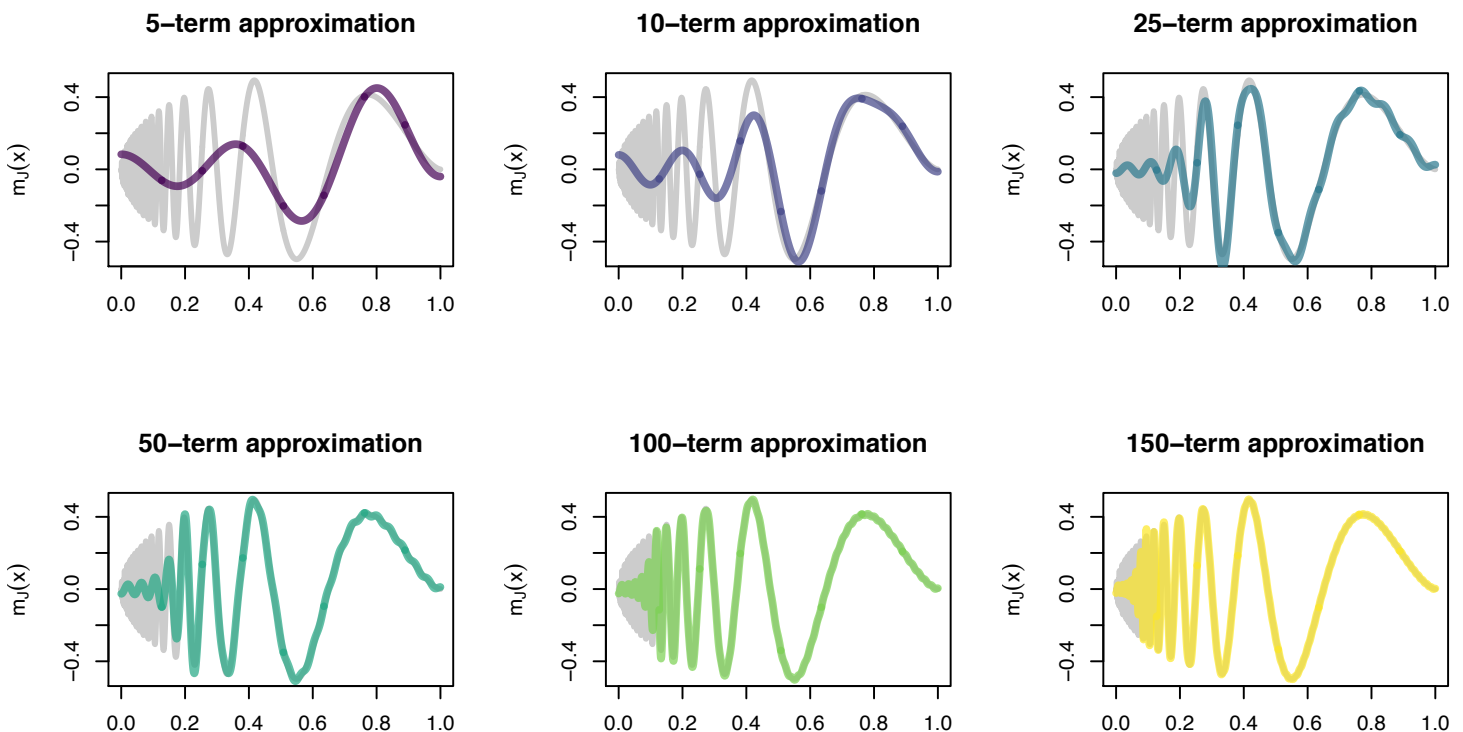 5−term approximation
10−term approximation
25−term approximation
mJ(x)
0.4
0.0
−0.4
0.0 0.2 0.4 0.6 0.8 1.0
mJ(x)
0.4
0.0
−0.4
0.0 0.2 0.4 0.6 0.8 1.0
mJ(x)
0.4
0.0
−0.4
0.0 0.2 0.4 0.6 0.8 1.0
50−term approximation
100−term approximation
150−term approximation
mJ(x)
0.4
0.0
−0.4
0.0 0.2 0.4 0.6 0.8 1.0
mJ(x)
0.4
0.0
−0.4
0.0 0.2 0.4 0.6 0.8 1.0
mJ(x)
0.4
0.0
−0.4
0.0 0.2 0.4 0.6 0.8 1.0